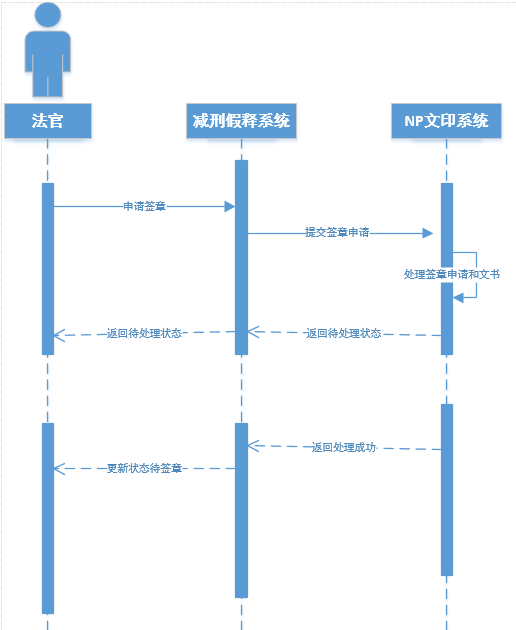 法官
减刑假释系统
NP文印系统
申请签章
提交签章申请
处理签章申请和文书
返回待处理状态
返回待处理状态
返回处理成功
更新状态待签章